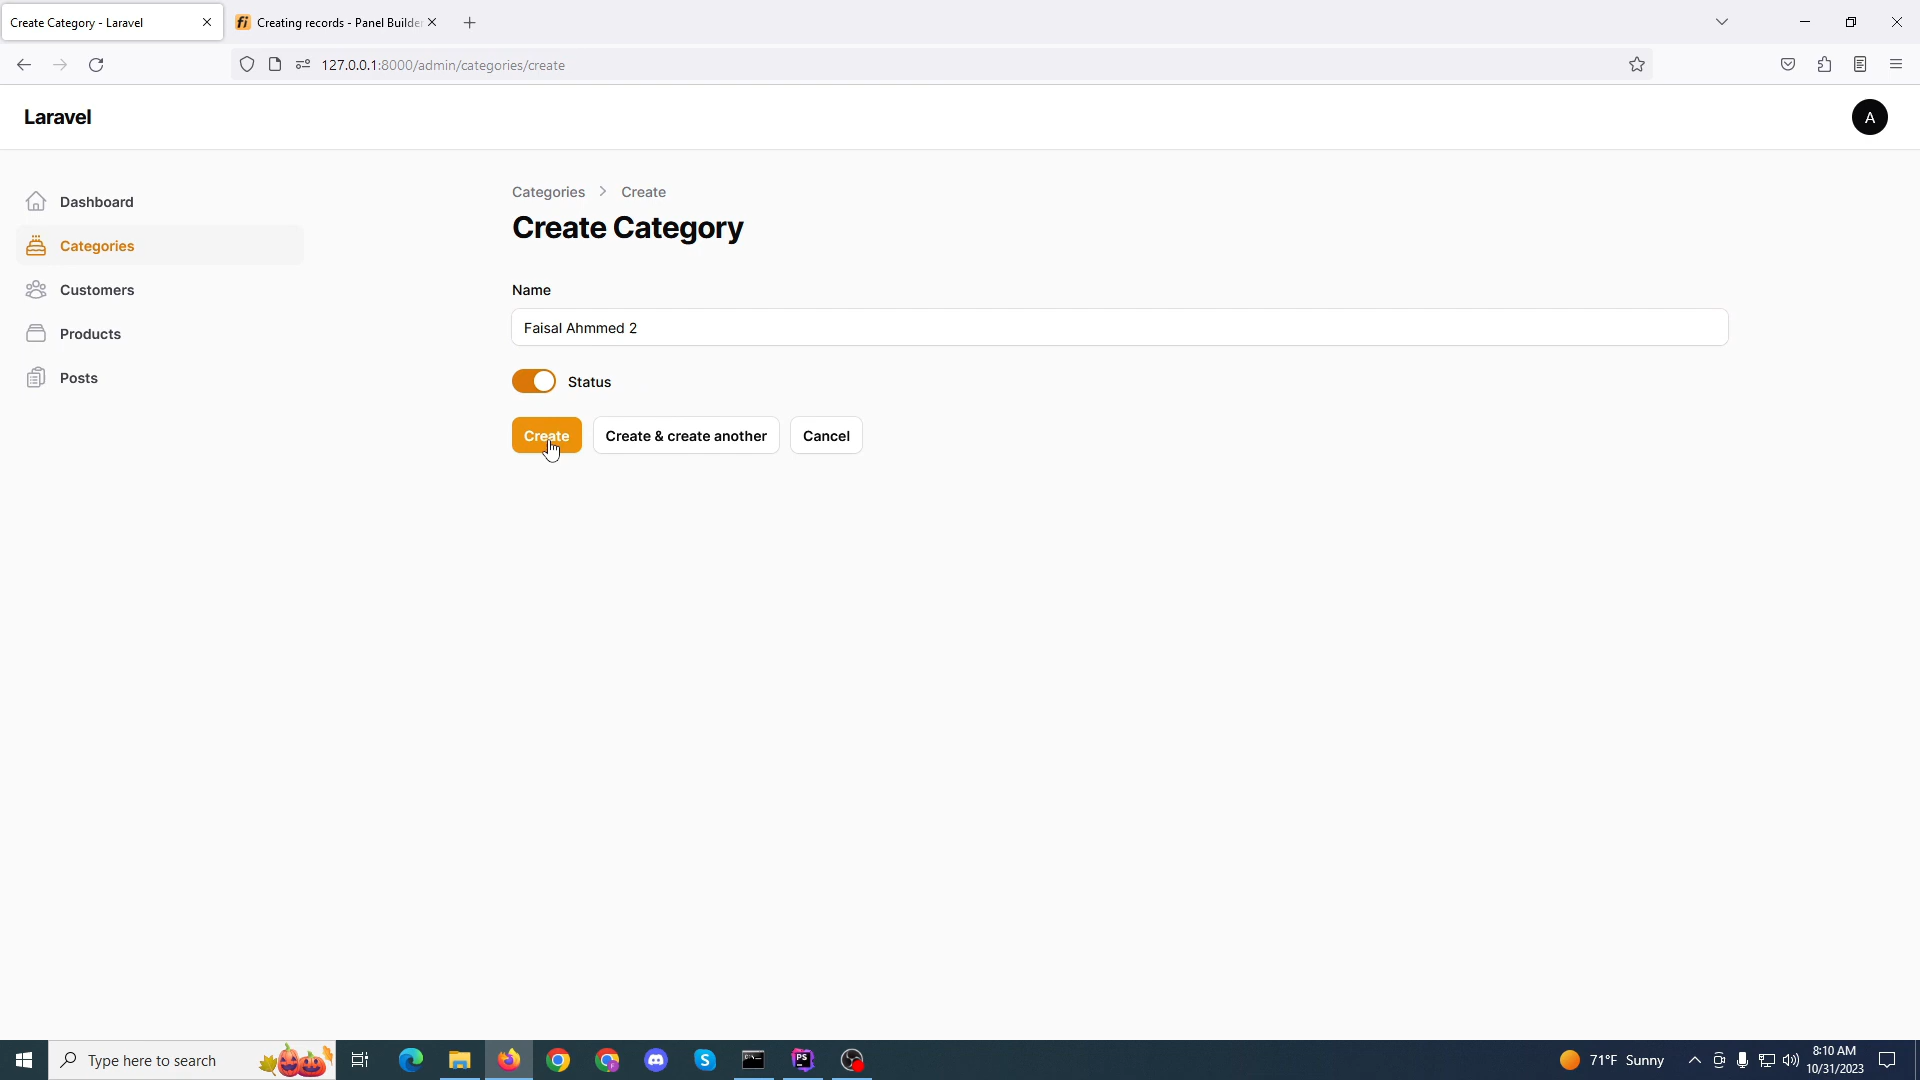 Create Category - Laravel
Creating records - Panel Builder
127.0.0.1:8000/admin/categories/create
Laravel
A
Dashboard
Categories
Customers
Products
Posts
Categories > Create
Create Category
Name
Faisal Ahmmed 2
Status
Create
Create & create another
Cancel
Type here to search
71°F Sunny
8:10 AM
10/31/2023